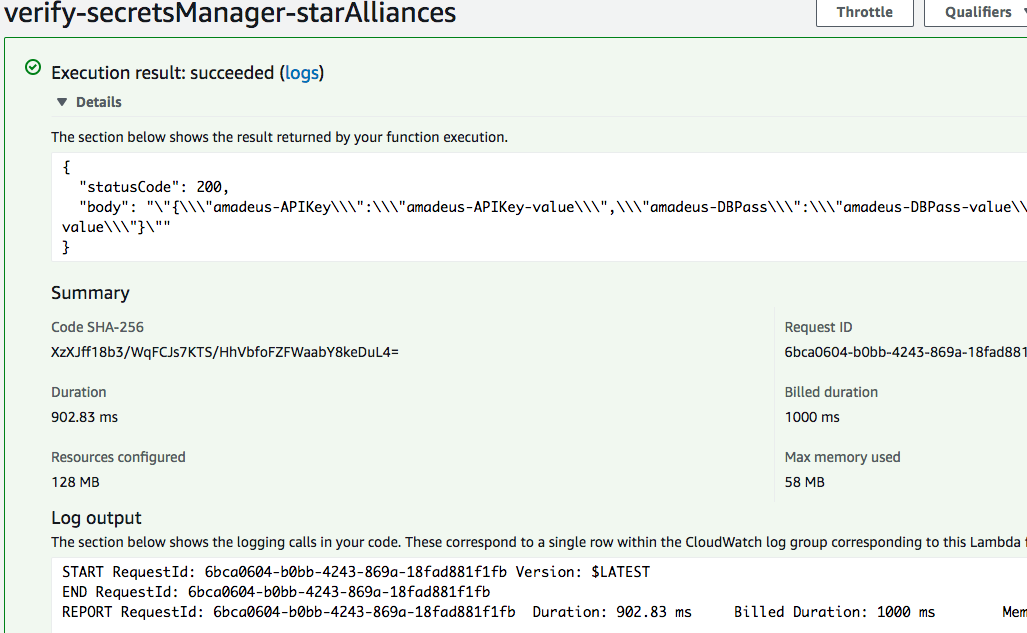 verify-secretsManager-starAlliances
Throttle
Qualifiers
Execution result: succeeded (logs)
Details
The section below shows the result returned by your function execution.
{
"statusCode": 200,
"body": "\"{\\\"amadeus-APIKey\\\":\\\"amadeus-APIKey-value\\\",\\\"amadeus-DBPass\\\":\\\"amadeus-DBPass-value\\
value\\\"}\""
}
Summary
Code SHA-256
XzXJff18b3/WqFCJs7KTS/HhVbfoFZFWaabY8keDuL4=
Request ID
6bca0604-b0bb-4243-869a-18fad881
Duration
902.83 ms
Billed duration
1000 ms
Resources configured
128 MB
Max memory used
58 MB
Log output
The section below shows the logging calls in your code. These correspond to a single row within the CloudWatch log group corresponding to this Lambda f
START RequestId: 6bca0604-b0bb-4243-869a-18fad881f1fb Version: $LATEST
END RequestId: 6bca0604-b0bb-4243-869a-18fad881f1fb
REPORT RequestId: 6bca0604-b0bb-4243-869a-18fad881f1fb Duration: 902.83 ms Billed Duration: 1000 ms Mem